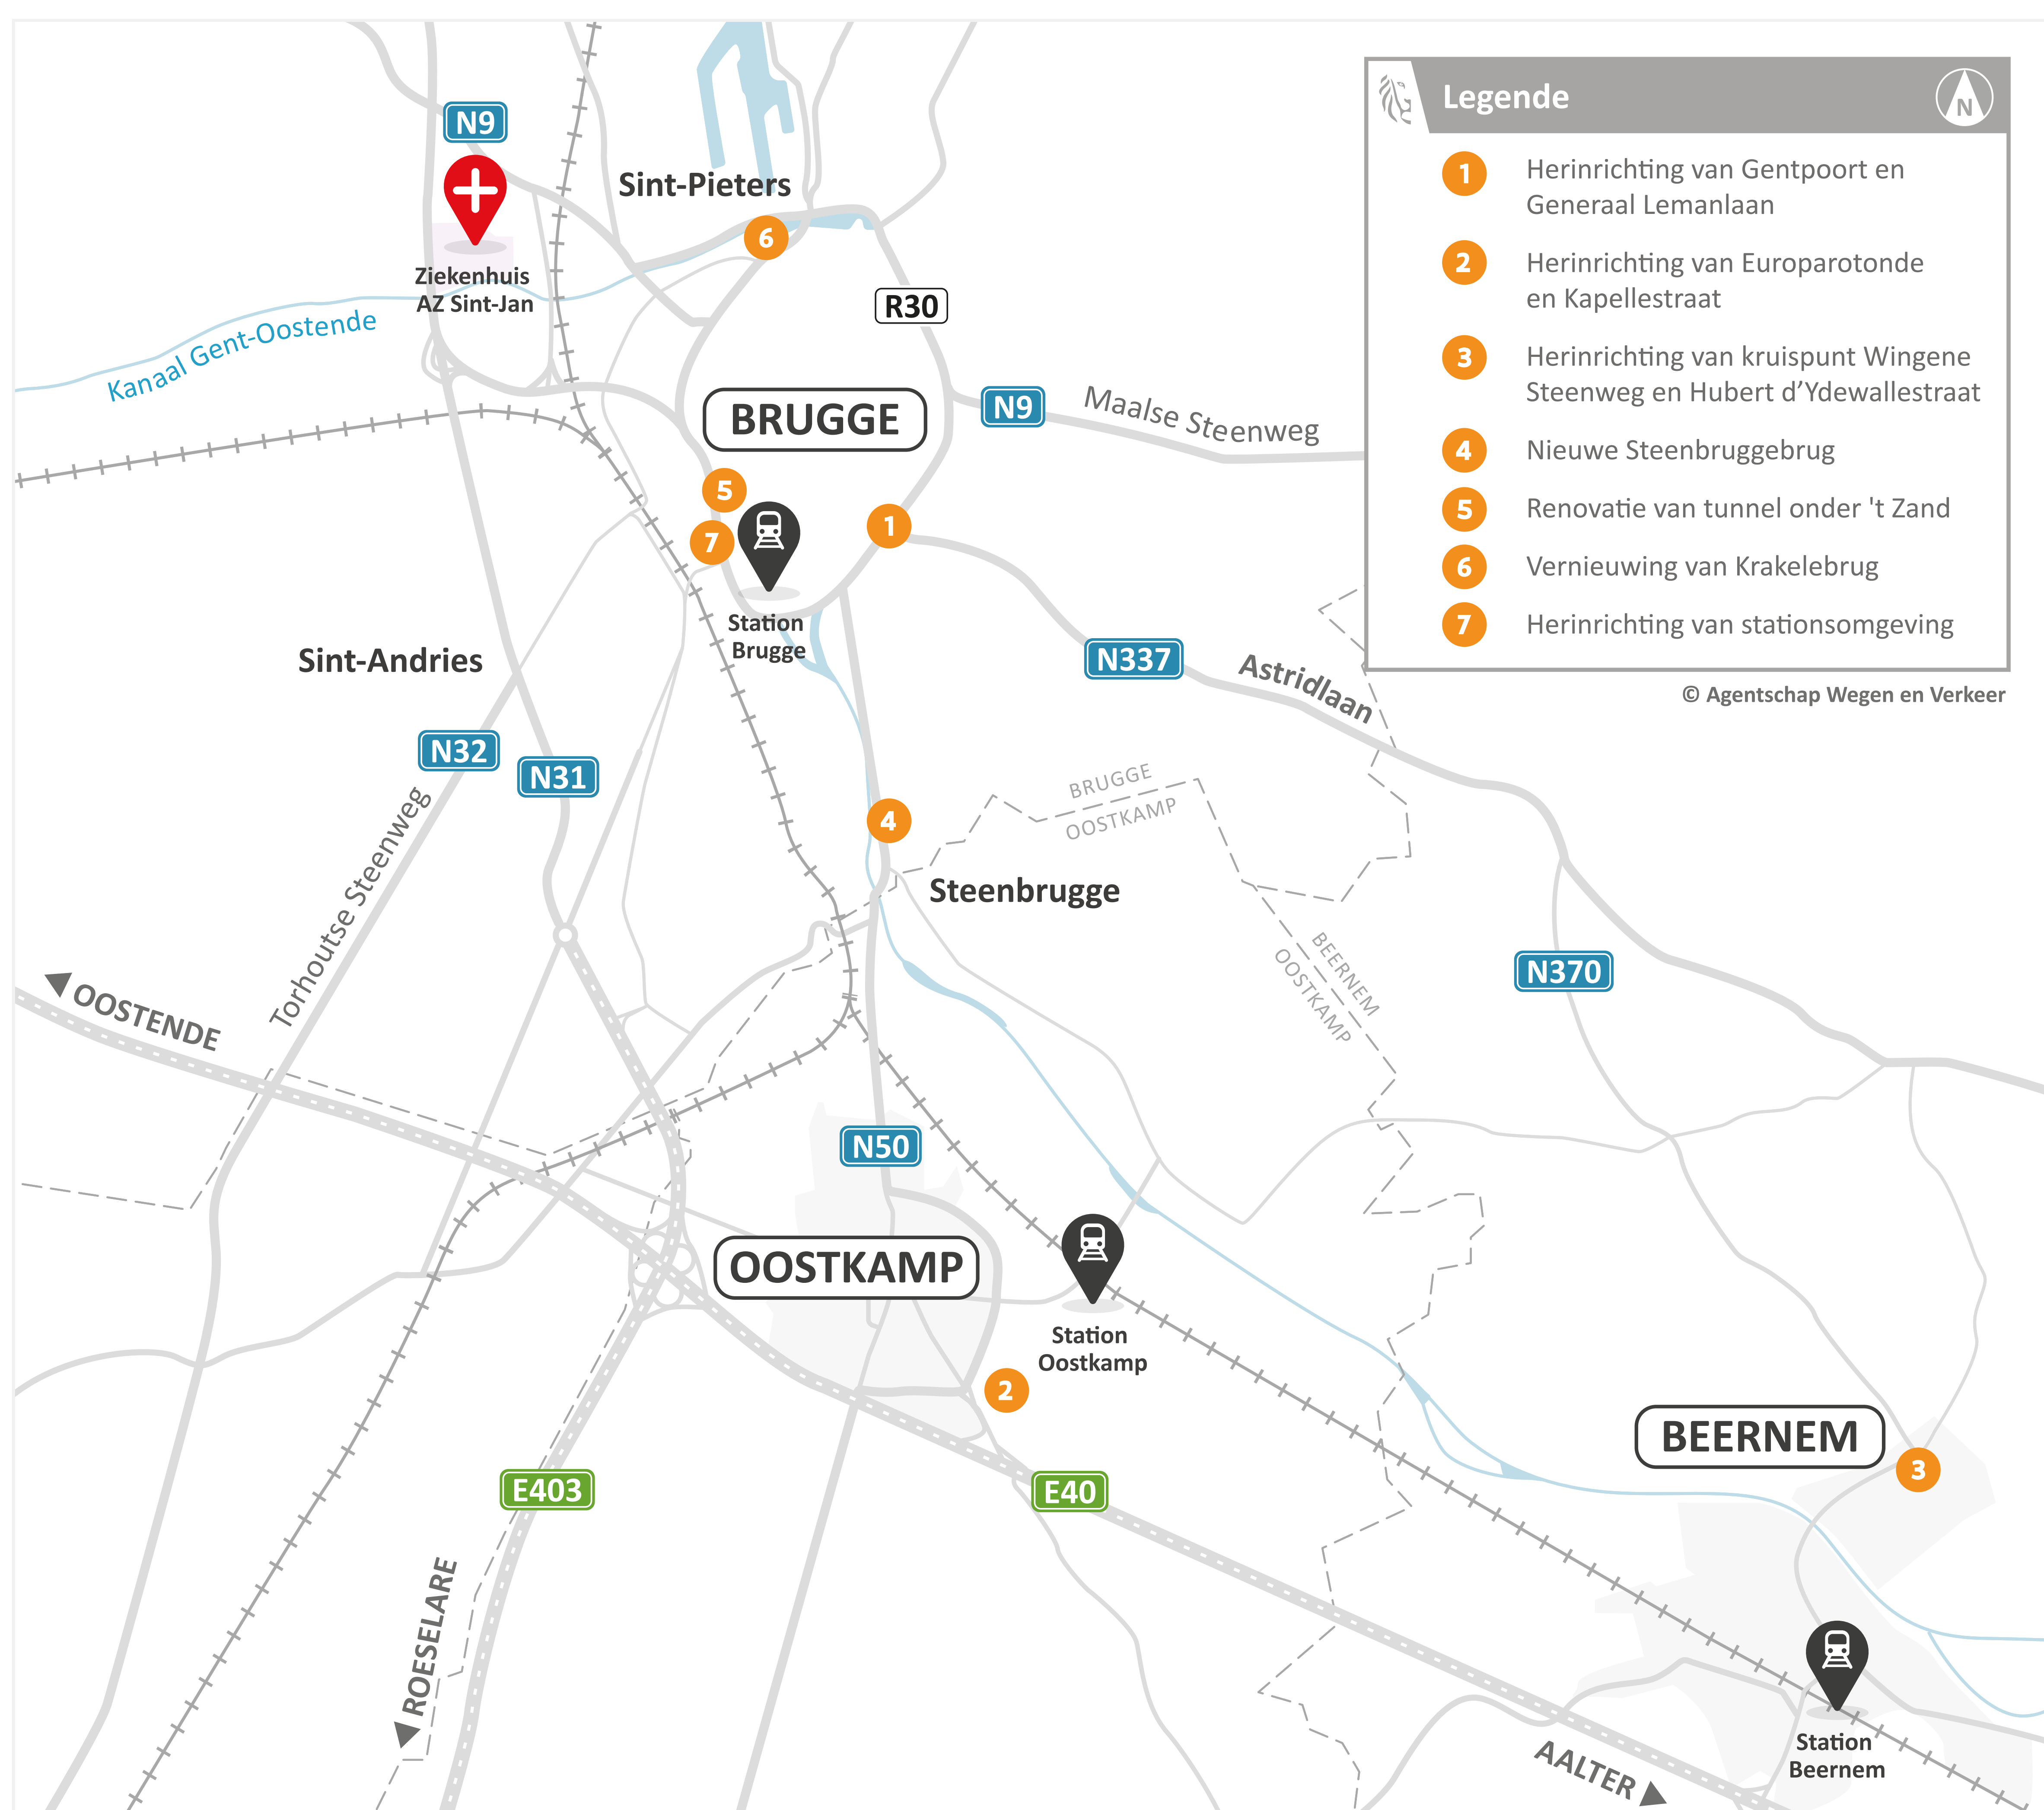 Legende
N
1 Herinrichting van Gentpoort en
Generaal Lemanlaan
2 Herinrichting van Europarotonde
en Kapellestraat
3 Herinrichting van kruispunt Wingene
Steenweg en Hubert d’Ydewallestraat
4 Nieuwe Steenbruggebrug
5 Renovatie van tunnel onder 't Zand
6 Vernieuwing van Krakelebrug
7 Herinrichting van stationsomgeving
© Agentschap Wegen en Verkeer
N9
Sint-Pieters
6
Ziekenhuis
AZ Sint-Jan
Kanaal Gent-Oostende
R30
BRUGGE
N9
Maalse Steenweg
5
7
1
Station
Brugge
Sint-Andries
N337
Astridlaan
N32
N31
Torhoutse Steenweg
4
BRUGGE
OOSTKAMP
Steenbrugge
BEERNEM
OOSTKAMP
N370
OOSTENDE
N50
OOSTKAMP
Station
Oostkamp
2
BEERNEM
3
E403
E40
ROESELARE
AALTER
Station
Beernem